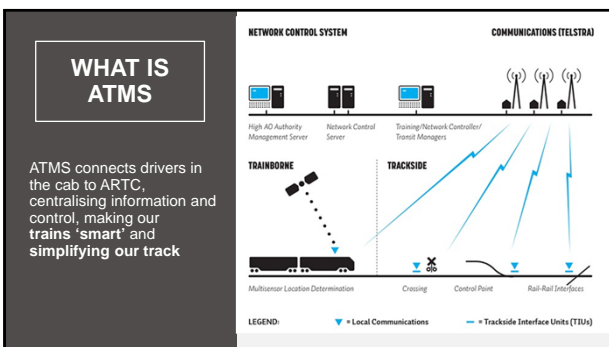 WHAT IS
ATMS
ATMS connects drivers in
the cab to ARTC,
centralising information and
control, making our
trains ‘smart’ and
simplifying our track
NETWORK CONTROL SYSTEM
COMMUNICATIONS (TELSTRA)
High AO Authority
Management Server
Network Control
Server
Training/Network Controller/
Transit Managers
TRAINBORNE
TRACKSIDE
Multisensor Location Determination
Crossing
Control Point
Rail-Rail Interfaces
LEGEND:
= Local Communications
= Trackside Interface Units (TIUs)